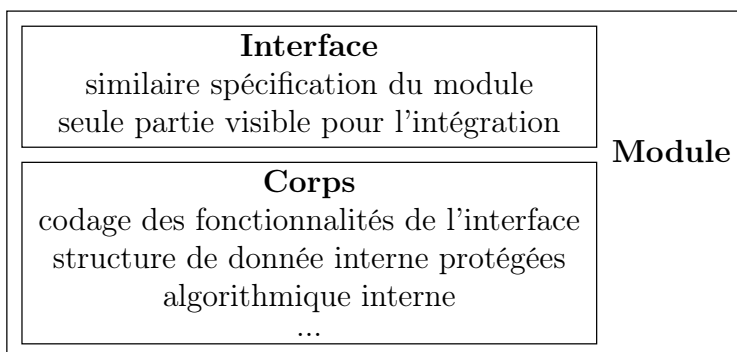 Interface
similaire spécification du module
seule partie visible pour l'intégration
Module
Corps
codage des fonctionnalités de l'interface
structure de donnée interne protégées
algorithmique interne
...